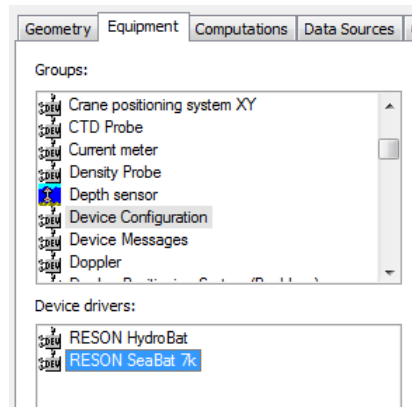 Geometry Equipment Computations Data Sources
Groups:
Crane positioning system XY
CTD Probe
Current meter
Density Probe
Depth sensor
Device Configuration
Device Messages
Doppler
Device drivers:
RESON HydroBat
RESON SeaBat 7k